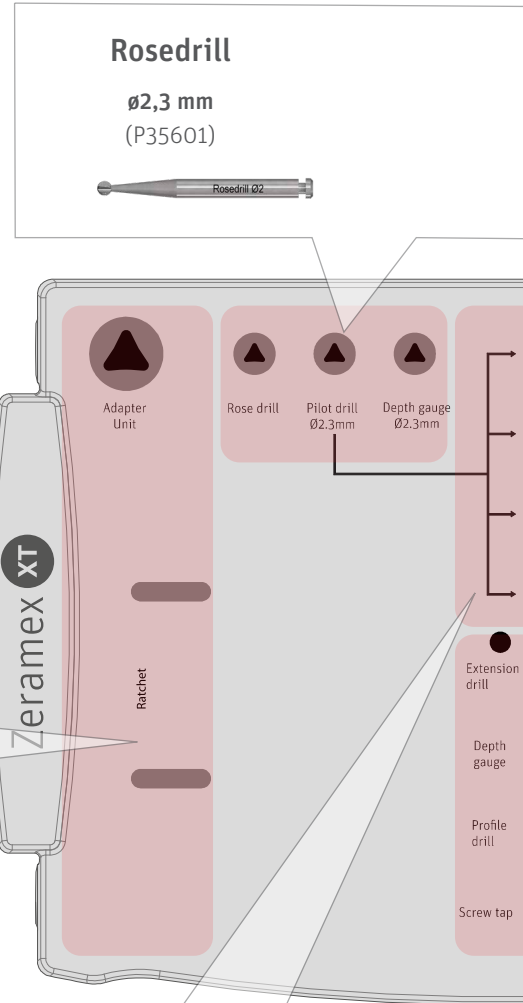 Rosedrill
ø2,3 mm
(P35601)
Rosedrill Ø2
Adapter
Unit
Rose drill
Pilot drill
Ø2.3mm
Depth gauge
Ø2.3mm
Zeramex XT
Ratchet
Extension
drill
Depth
gauge
Profile
drill
Screw tap